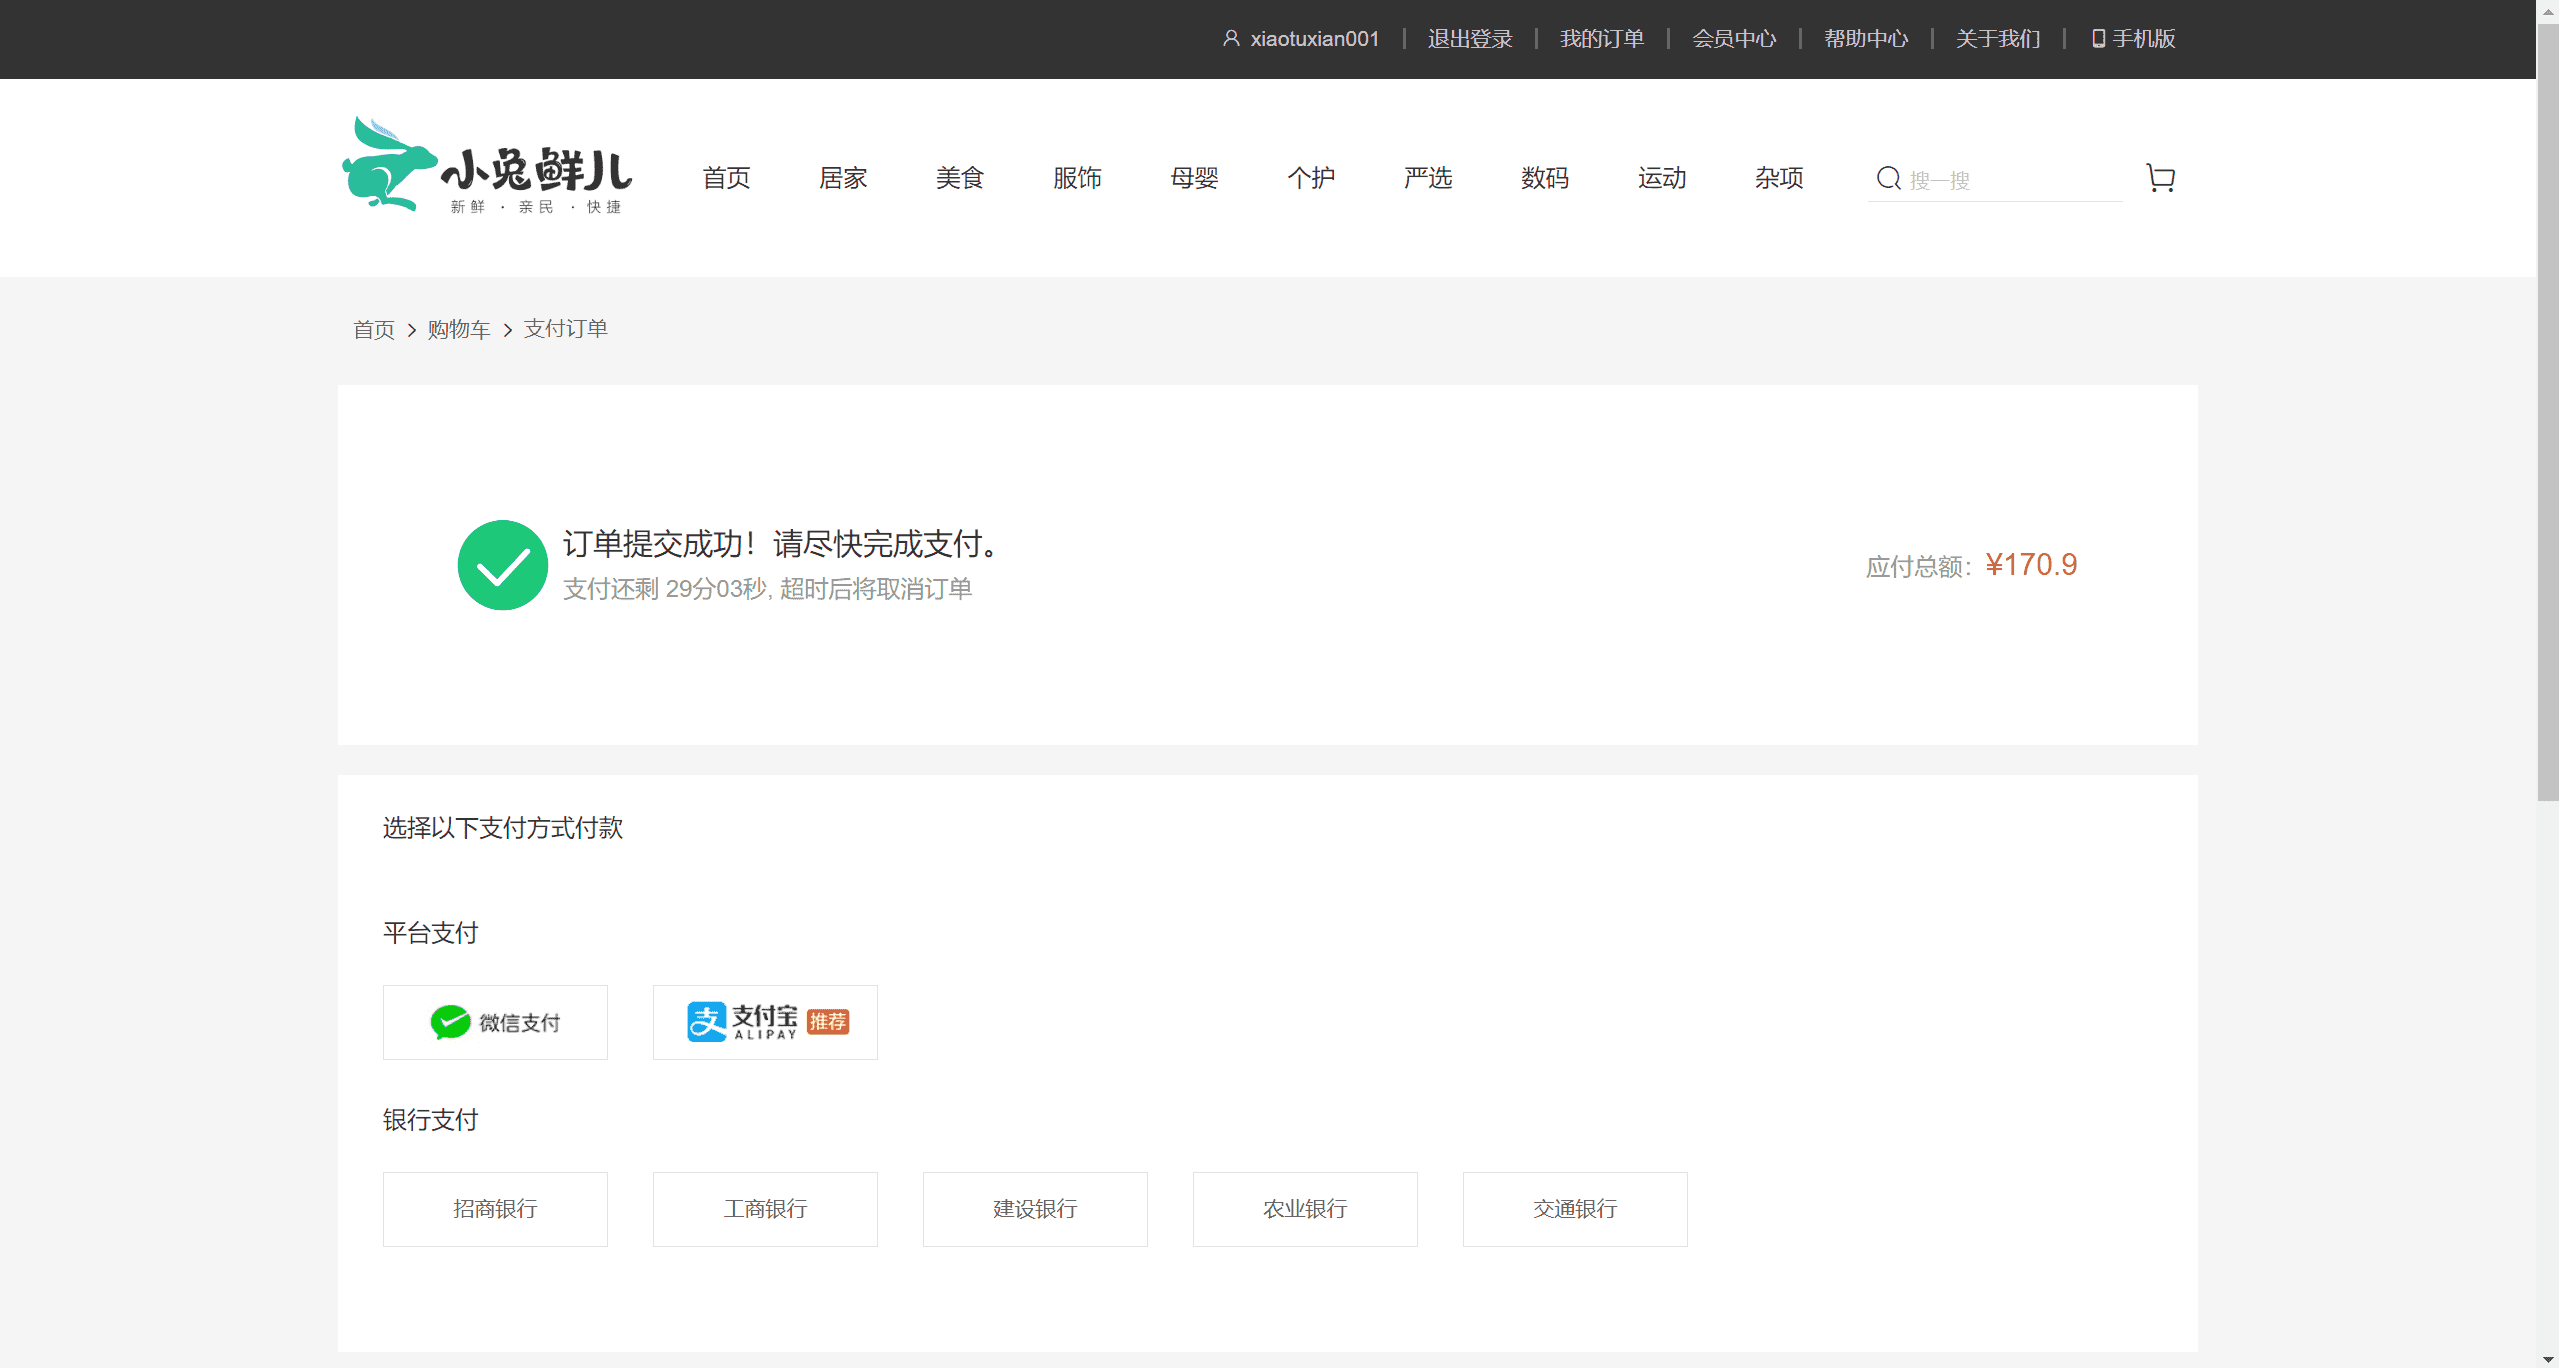 xiaotuxian001 退出登录 我的订单 会员中心 帮助中心 关于我们 手机版
小兔鲜儿
新鲜 · 亲民 · 快捷
首页 居家 美食 服饰 母婴 个护 严选 数码 运动 杂项 搜一搜
首页 > 购物车 > 支付订单
订单提交成功！请尽快完成支付。
支付还剩 29分03秒, 超时后将取消订单
应付总额：¥170.9
选择以下支付方式付款
平台支付
微信支付 支付宝 ALIPAY 推荐
银行支付
招商银行 工商银行 建设银行 农业银行 交通银行